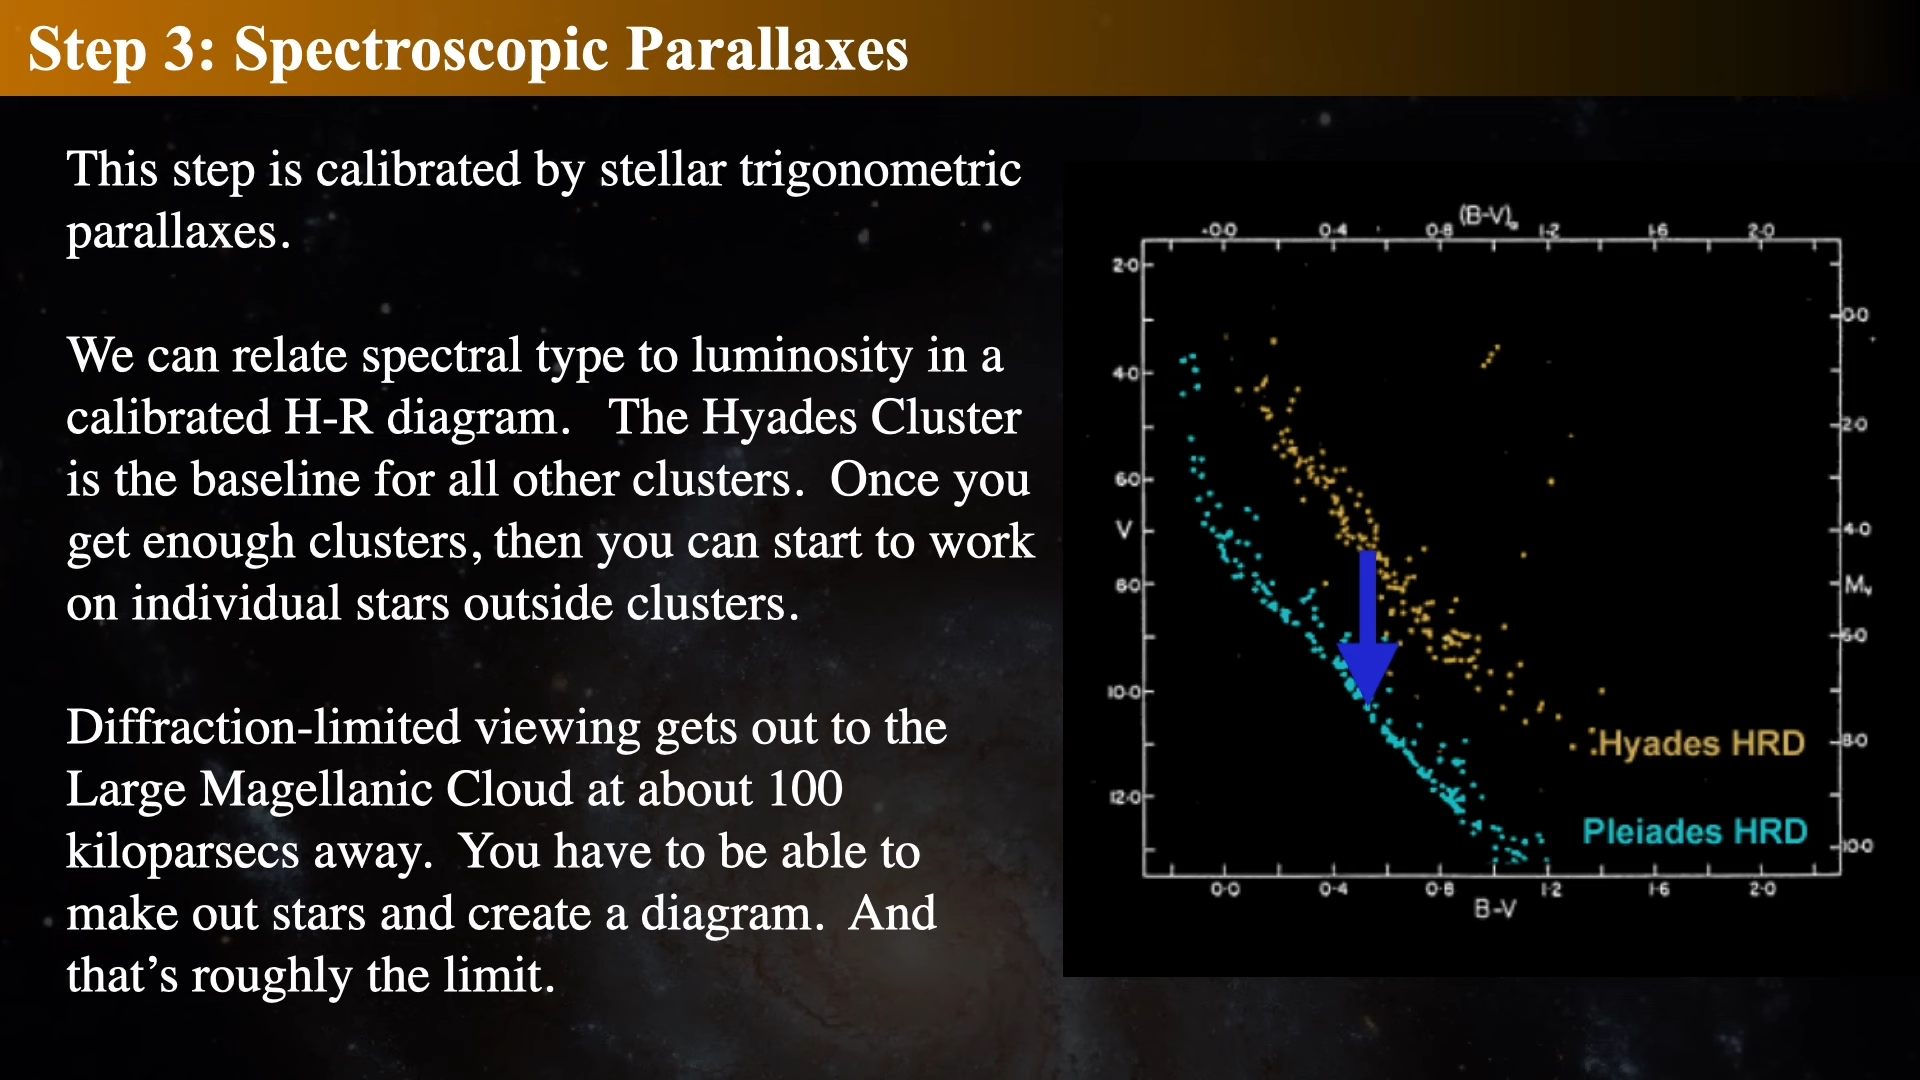 Step 3: Spectroscopic Parallaxes
This step is calibrated by stellar trigonometric
parallaxes.
We can relate spectral type to luminosity in a
calibrated H-R diagram.   The Hyades Cluster
is the baseline for all other clusters.  Once you
get enough clusters, then you can start to work
on individual stars outside clusters.
Diffraction-limited viewing gets out to the
Large Magellanic Cloud at about 100
kiloparsecs away.  You have to be able to
make out stars and create a diagram.  And
that’s roughly the limit.
(B-V)₀
0·0 0·4 0·8 1·2 1·6 2·0
2·0
0·0
4·0
2·0
6·0
V
4·0
8·0
Mv
6·0
10·0
Hyades HRD
8·0
12·0
Pleiades HRD
10·0
0·0 0·4 0·8 1·2 1·6 2·0
B-V